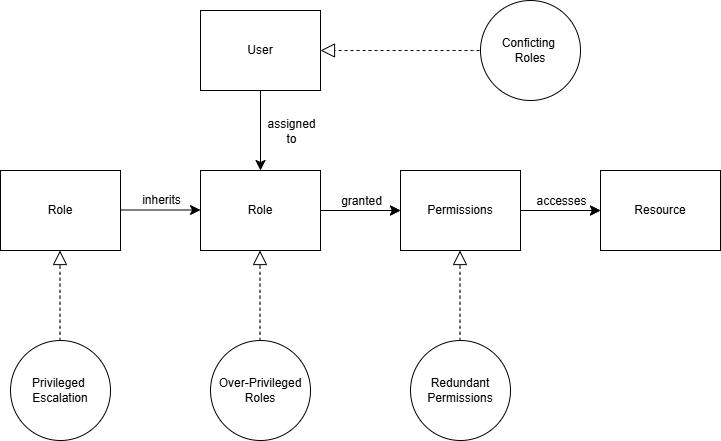 User
Conficting
Roles
assigned
to
Role
inherits
Role
granted
Permissions
accesses
Resource
Privileged
Escalation
Over-Privileged
Roles
Redundant
Permissions